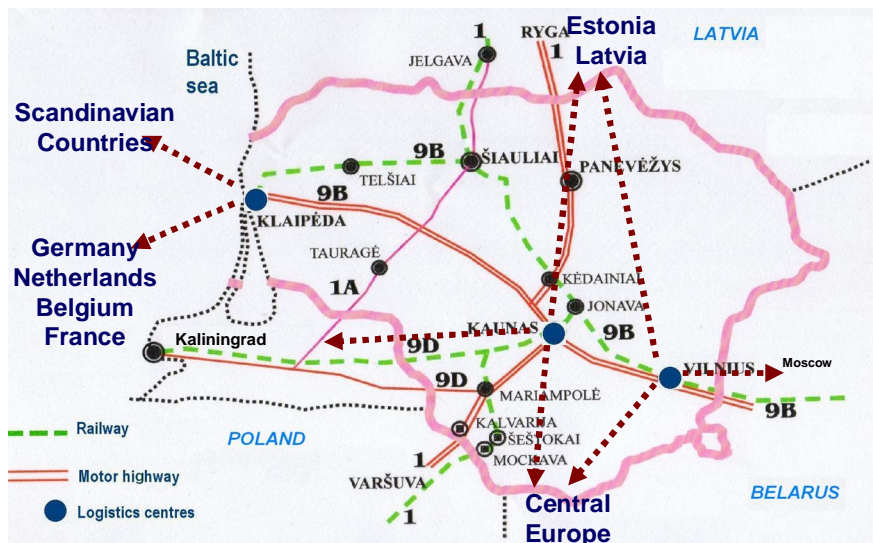 1
RYGA
1
Estonia
Latvia
LATVIA
Baltic
sea
JELGAVA
Scandinavian
Countries
9B
ŠIAULIAI
PANEVĖŽYS
TELŠIAI
9B
KLAIPĖDA
Germany
Netherlands
Belgium
France
TAURAGĖ
1A
KĖDAINIAI
JONAVA
KAUNAS
9B
Kaliningrad
9D
VILNIUS
Moscow
9D
MARIAMPOLĖ
9B
Railway
POLAND
KALVARIJA
ŠEŠTOKAI
MOCKAVA
1
VARŠUVA
Motor highway
1
Logistics centres
Central
Europe
BELARUS